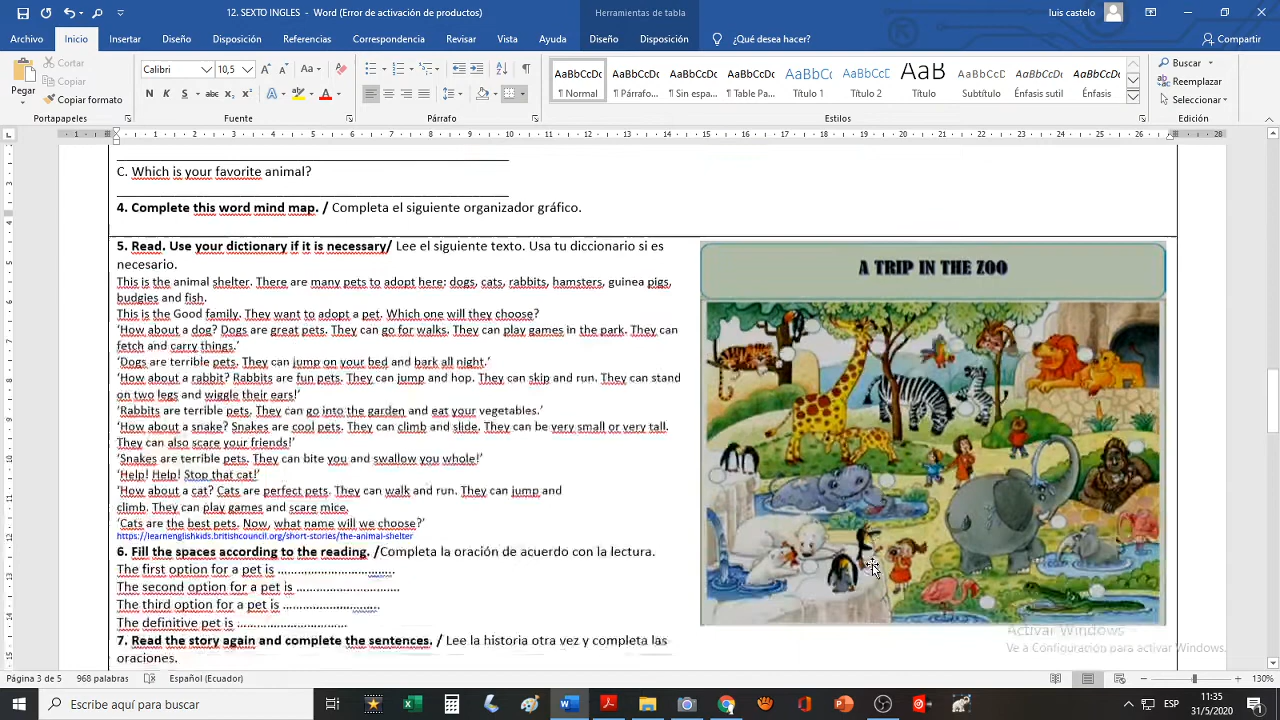 12. SEXTO INGLES - Word (Error de activación de productos)
Herramientas de tabla
luis castelo
Archivo Inicio Insertar Diseño Disposición Referencias Correspondencia Revisar Vista Ayuda Diseño Disposición ¿Qué desea hacer? Compartir
Cortar
Copiar
Copiar formato
Pegar
Calibri 10,5
Portapapeles Fuente Párrafo Estilos Edición
AaBbCcDc AaBbCcDc AaBbCcDc AaBbCcDc AaBbCc AaBbCcD AaB AaBbCcD AaBbCcDc AaBbCcDc
¶ Normal ¶ Párrafo... ¶ Sin espa... ¶ Table Pa... Título 1 Título 2 Título Subtítulo Énfasis sutil Énfasis
Buscar
Reemplazar
Seleccionar
C. Which is your favorite animal?
4. Complete this word mind map. / Completa el siguiente organizador gráfico.
5. Read. Use your dictionary if it is necessary/ Lee el siguiente texto. Usa tu diccionario si es
necesario.
This is the animal shelter. There are many pets to adopt here: dogs, cats, rabbits, hamsters, guinea pigs,
budgies and fish.
This is the Good family. They want to adopt a pet. Which one will they choose?
‘How about a dog? Dogs are great pets. They can go for walks. They can play games in the park. They can
fetch and carry things.’
‘Dogs are terrible pets. They can jump on your bed and bark all night.’
‘How about a rabbit? Rabbits are fun pets. They can jump and hop. They can skip and run. They can stand
on two legs and wiggle their ears!’
‘Rabbits are terrible pets. They can go into the garden and eat your vegetables.’
‘How about a snake? Snakes are cool pets. They can climb and slide. They can be very small or very tall.
They can also scare your friends!’
‘Snakes are terrible pets. They can bite you and swallow you whole!’
‘Help! Help! Stop that cat!’
‘How about a cat? Cats are perfect pets. They can walk and run. They can jump and
climb. They can play games and scare mice.
‘Cats are the best pets. Now, what name will we choose?’
https://learnenglishkids.britishcouncil.org/short-stories/the-animal-shelter
6. Fill the spaces according to the reading. /Completa la oración de acuerdo con la lectura.
The first option for a pet is ……………………………..
The second option for a pet is …………………………
The third option for a pet is ……………………….
The definitive pet is …………………………..
7. Read the story again and complete the sentences. / Lee la historia otra vez y completa las
oraciones.
A TRIP IN THE ZOO
Activar Windows
Ve a Configuración para activar Windows.
Página 3 de 5 968 palabras Español (Ecuador) 130%
Escribe aquí para buscar
ESP
11:35
31/5/2020